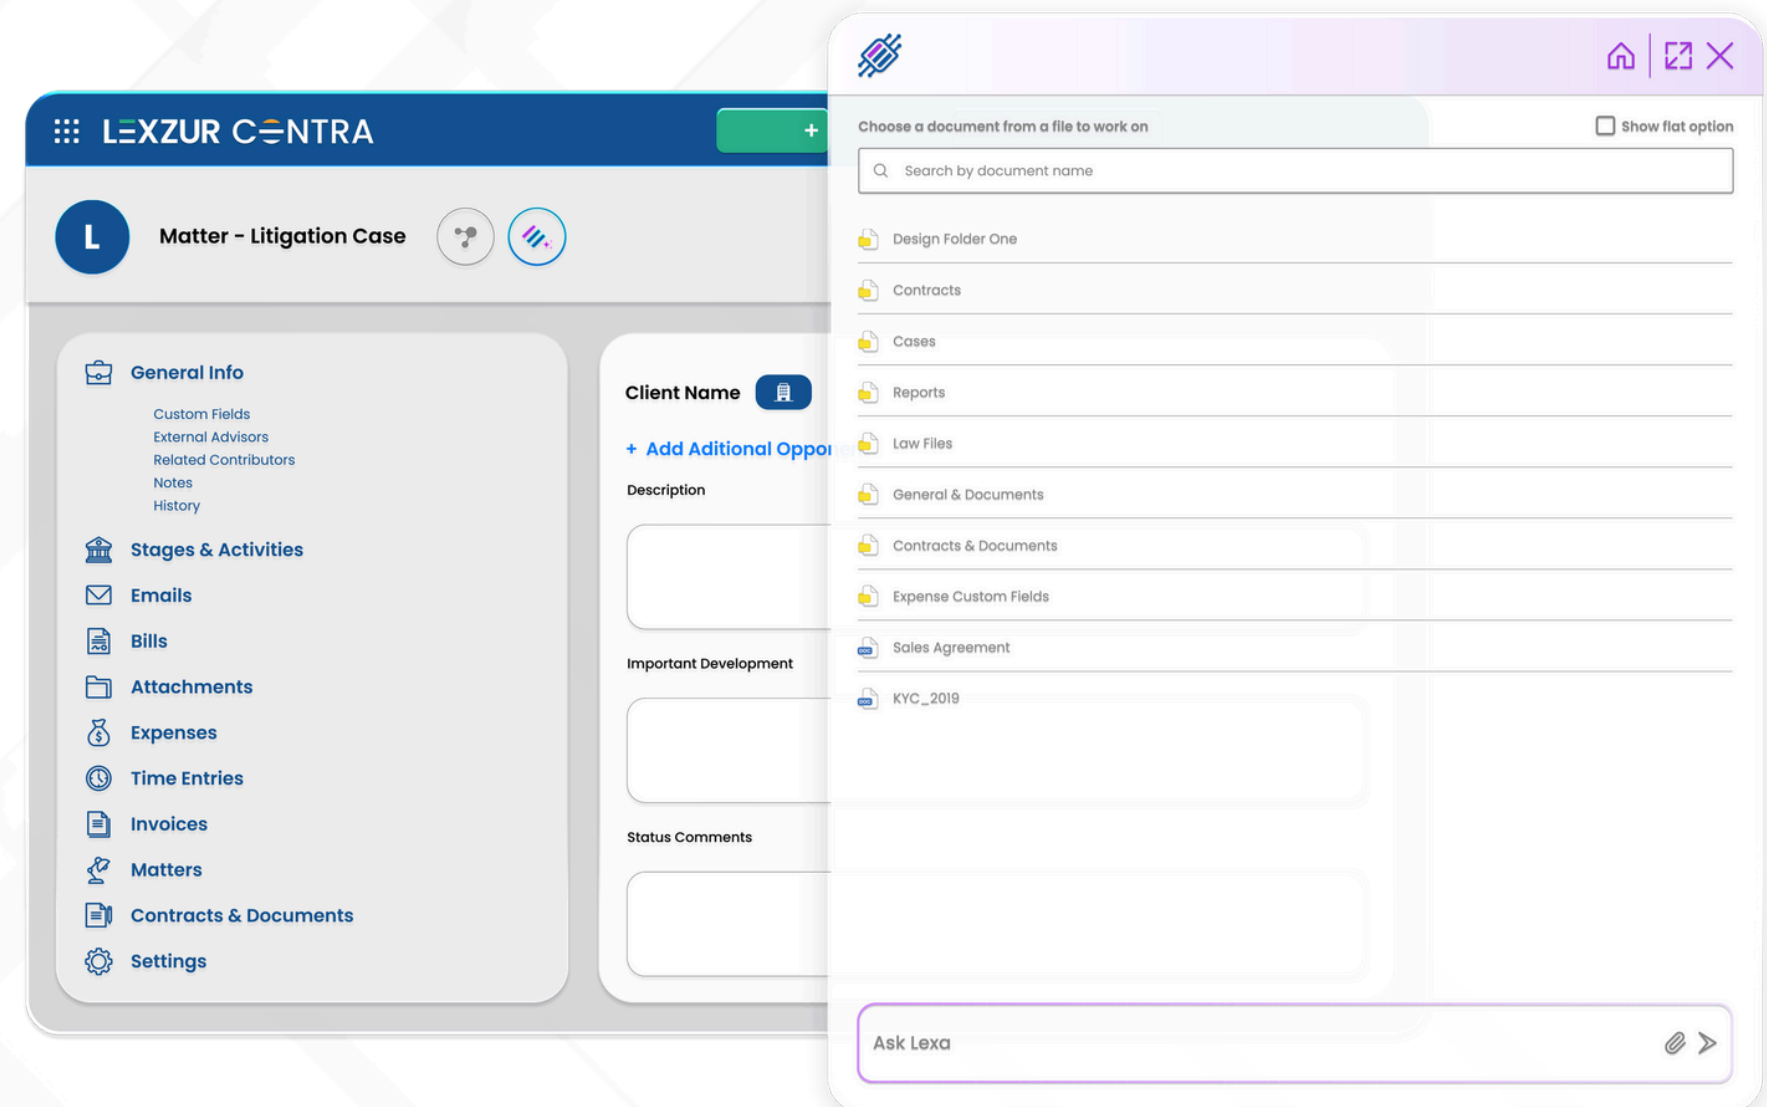 LEXZUR CENTRA
+
L
Matter - Litigation Case
General Info
Custom Fields
External Advisors
Related Contributors
Notes
History
Stages & Activities
Emails
Bills
Attachments
Expenses
Time Entries
Invoices
Matters
Contracts & Documents
Settings
Client Name
+ Add Aditional Opponen
Description
Important Development
Status Comments
Choose a document from a file to work on
Show flat option
Search by document name
Design Folder One
Contracts
Cases
Reports
Law Files
General & Documents
Contracts & Documents
Expense Custom Fields
DOC Sales Agreement
DOC KYC_2019
Ask Lexa